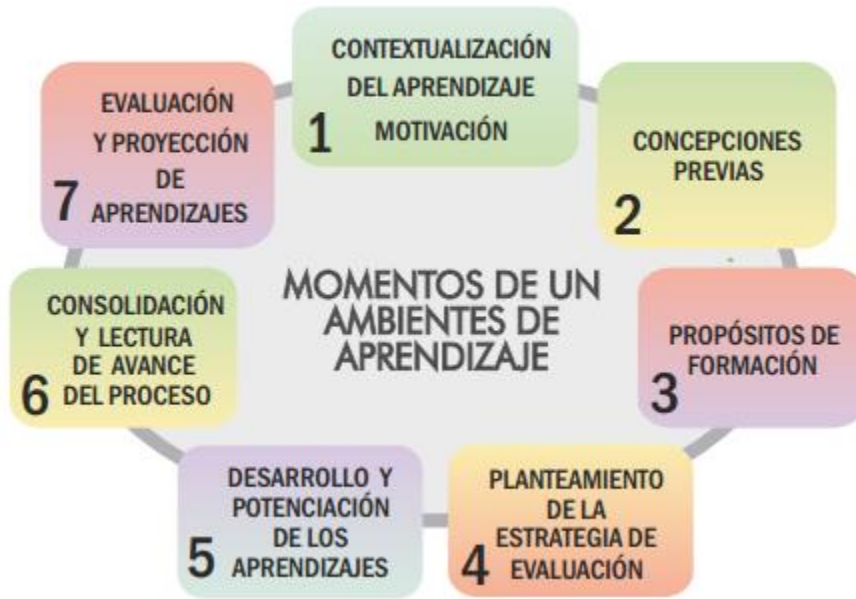 CONTEXTUALIZACIÓN
DEL APRENDIZAJE
MOTIVACIÓN
1
CONCEPCIONES
PREVIAS
2
PROPÓSITOS DE
FORMACIÓN
3
PLANTEAMIENTO
DE LA
ESTRATEGIA DE
EVALUACIÓN
4
DESARROLLO Y
POTENCIACIÓN
DE LOS
APRENDIZAJES
5
CONSOLIDACIÓN
Y LECTURA
DE AVANCE
DEL PROCESO
6
EVALUACIÓN
Y PROYECCIÓN
DE
APRENDIZAJES
7
MOMENTOS DE UN
AMBIENTES DE
APRENDIZAJE